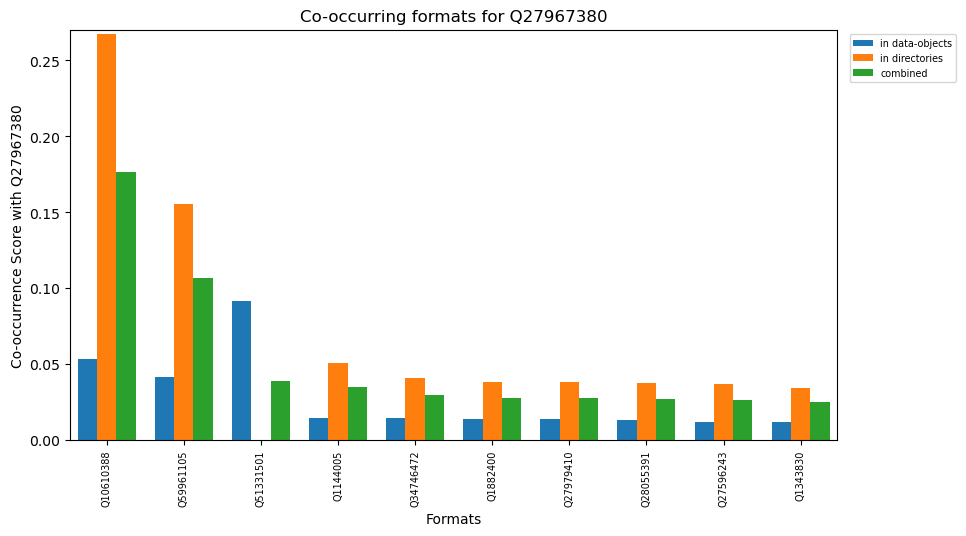 Co-occurring formats for Q27967380
in data-objects
in directories
combined
Co-occurrence Score with Q27967380
0.25
0.20
0.15
0.10
0.05
0.00
Q10610388
Q59961105
Q51331501
Q1144005
Q34746472
Q1882400
Q27979410
Q28055391
Q27596243
Q1343830
Formats